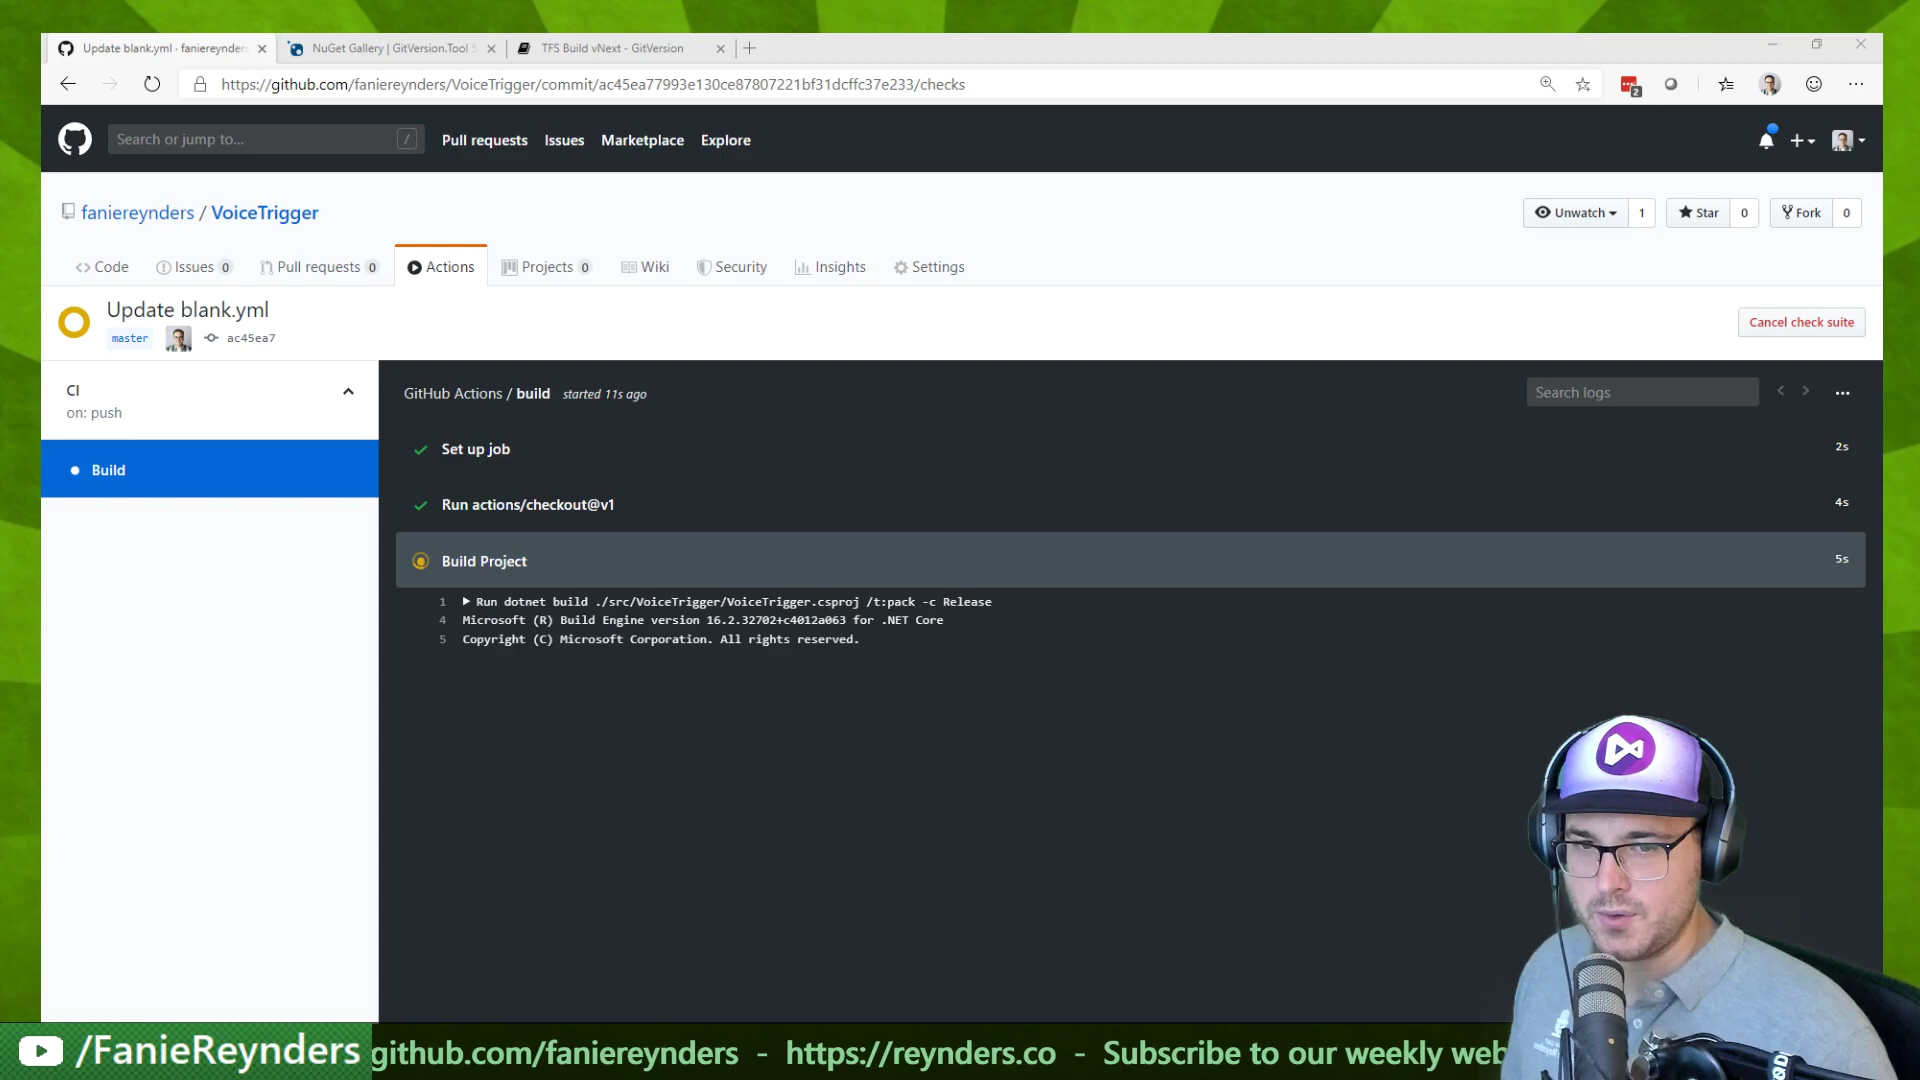 Update blank.yml · faniereynders
NuGet Gallery | GitVersion.Tool
TFS Build vNext - GitVersion
https://github.com/faniereynders/VoiceTrigger/commit/ac45ea77993e130ce87807221bf31dcffc37e233/checks
2
Search or jump to...
/
Pull requests
Issues
Marketplace
Explore
faniereynders / VoiceTrigger
Unwatch 1
Star 0
Fork 0
Code
Issues 0
Pull requests 0
Actions
Projects 0
Wiki
Security
Insights
Settings
Update blank.yml
master ac45ea7
Cancel check suite
CI
on: push
Build
GitHub Actions / build started 11s ago
Search logs
Set up job 2s
Run actions/checkout@v1 4s
Build Project 5s
1 Run dotnet build ./src/VoiceTrigger/VoiceTrigger.csproj /t:pack -c Release
4 Microsoft (R) Build Engine version 16.2.32702+c4012a063 for .NET Core
5 Copyright (C) Microsoft Corporation. All rights reserved.
/FanieReynders
github.com/faniereynders - https://reynders.co - Subscribe to our weekly web